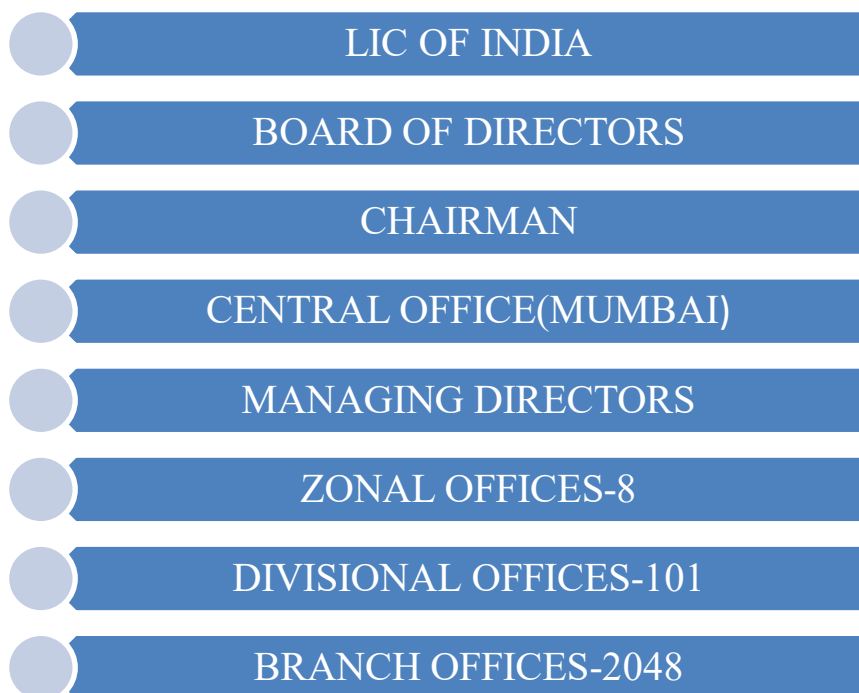 LIC OF INDIA
BOARD OF DIRECTORS
CHAIRMAN
CENTRAL OFFICE(MUMBAI)
MANAGING DIRECTORS
ZONAL OFFICES-8
DIVISIONAL OFFICES-101
BRANCH OFFICES-2048